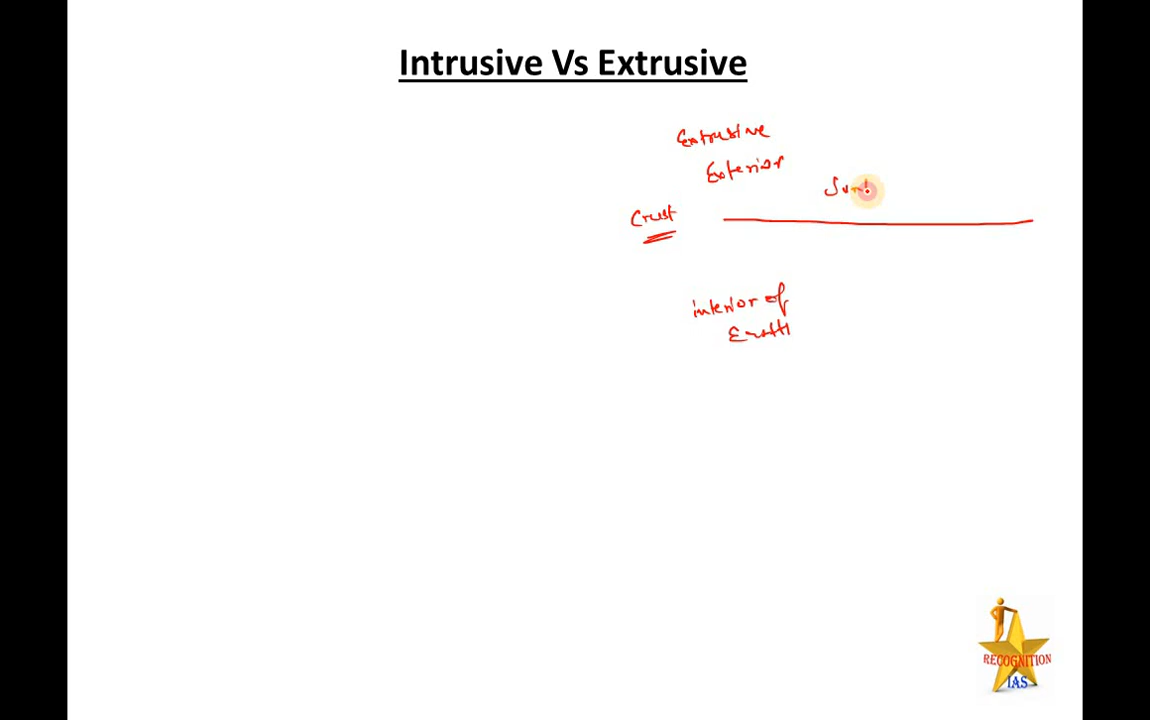 Intrusive Vs Extrusive
Extrusive
Exterior
Crust
interior of
Earth
RECOGNITION
IAS